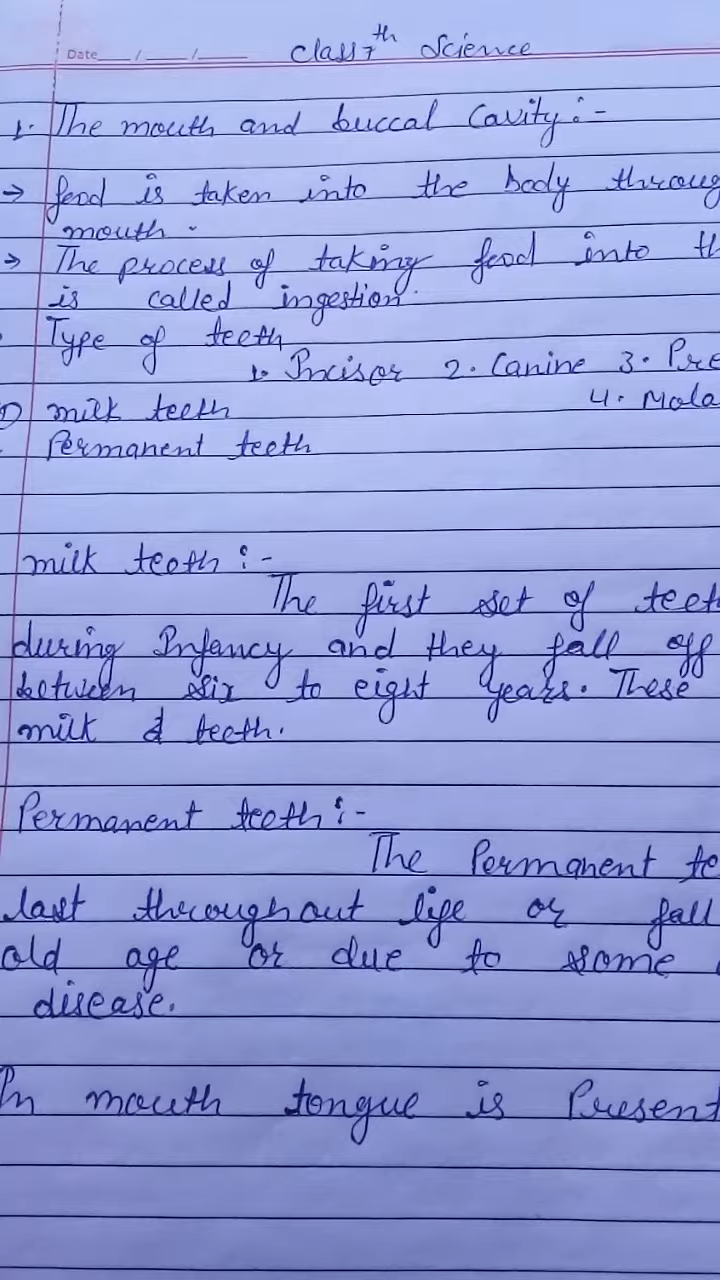 Date / / class 7th Science
1. The mouth and buccal Cavity :-
→ food is taken into the body throug
mouth.
→ The process of taking food into th
is called ingestion.
Type of teeth
1. Incisor 2. Canine 3. Pre
milk teeth 4. Mola
Permanent teeth
milk teeth :-
The first set of teet
during Infancy and they fall off
between six to eight years. These
milk teeth.
Permanent teeth :-
The Permanent te
last throughout life or fall
old age or due to some
disease.
In mouth tongue is Present